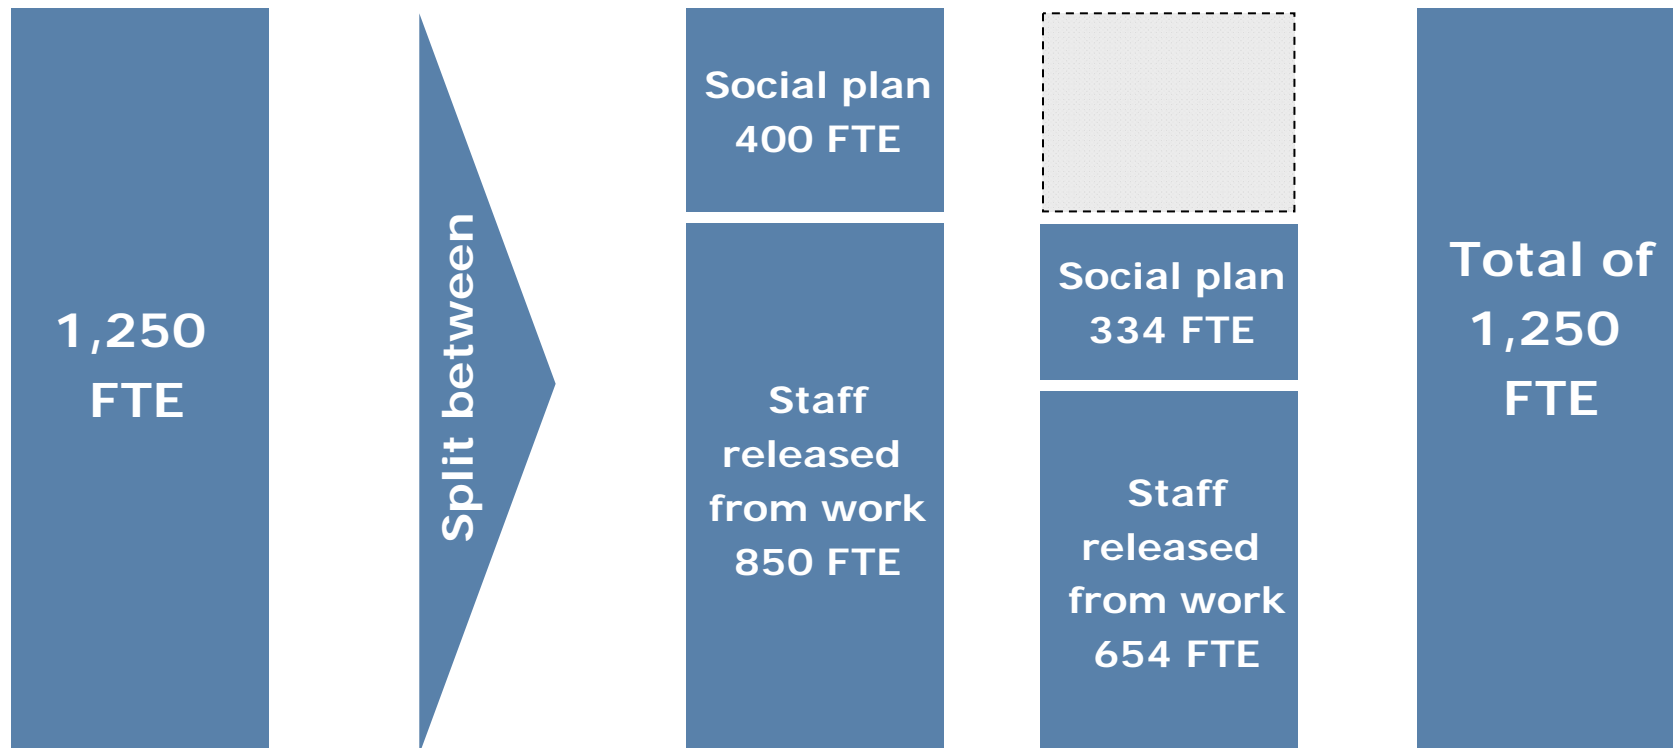 1,250
FTE
Split between
Social plan
400 FTE
Staff
released
from work
850 FTE
Social plan
334 FTE
Staff
released
from work
654 FTE
Total of
1,250
FTE